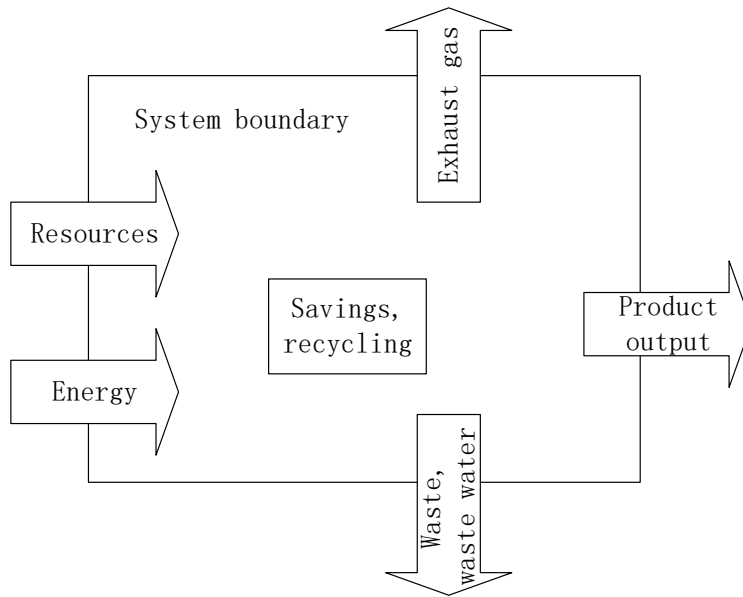 Exhaust gas
System boundary
Resources
Savings,
recycling
Product
output
Energy
Waste,
waste water